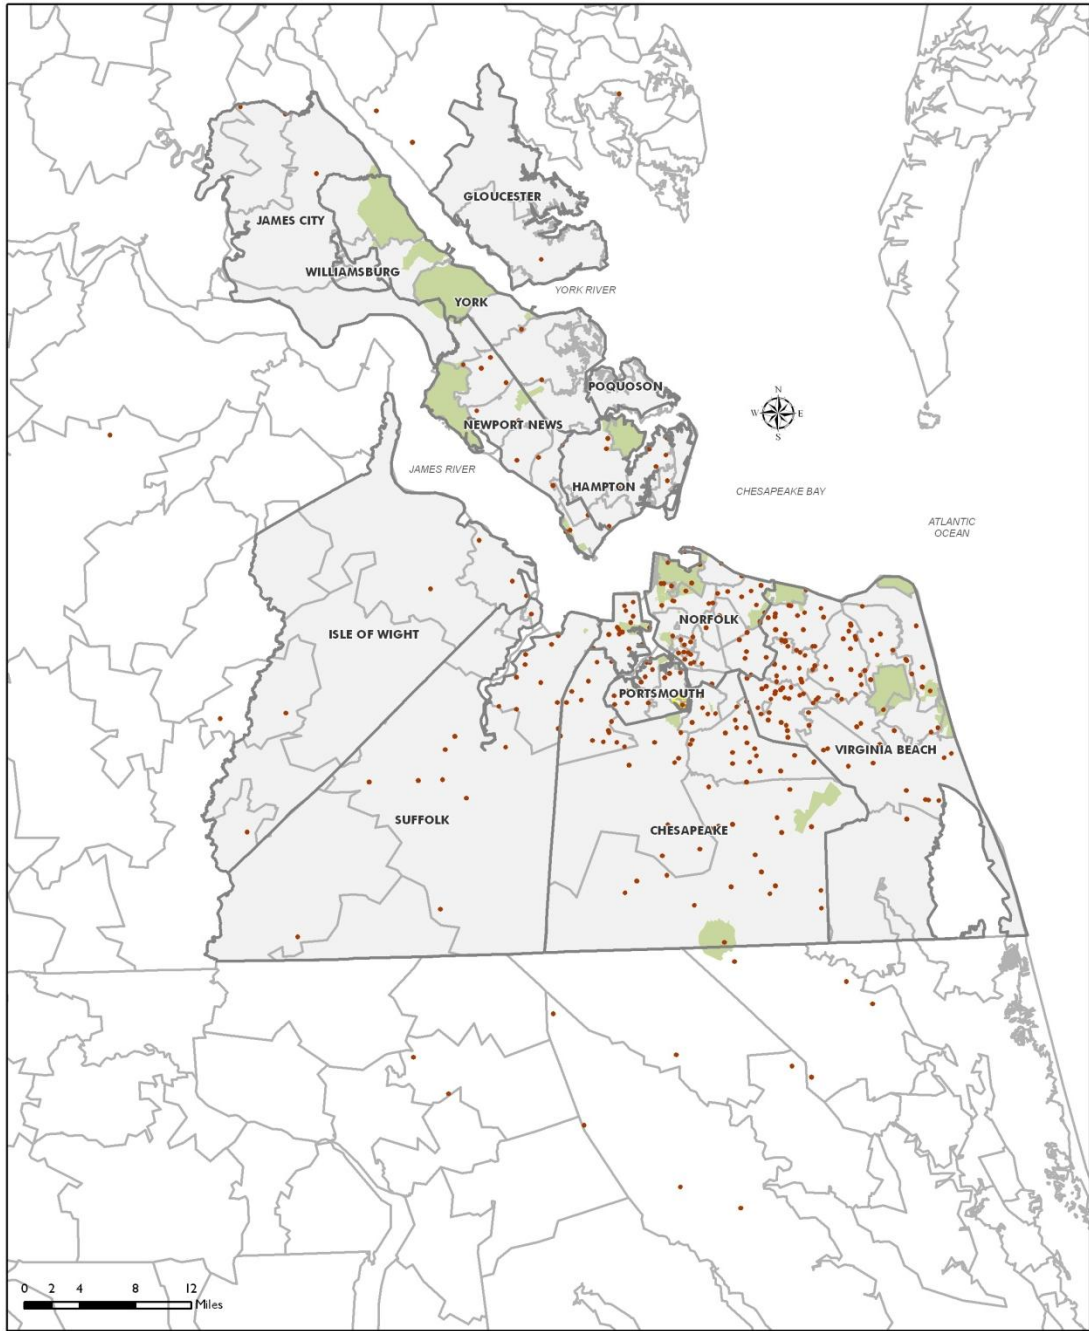 GLOUCESTER
JAMES CITY
WILLIAMSBURG
YORK RIVER
YORK
POQUOSON
N
W E
S
NEWPORT NEWS
JAMES RIVER
HAMPTON
CHESAPEAKE BAY
ATLANTIC
OCEAN
NORFOLK
ISLE OF WIGHT
PORTSMOUTH
VIRGINIA BEACH
SUFFOLK
CHESAPEAKE
0 2 4 8 12
Miles